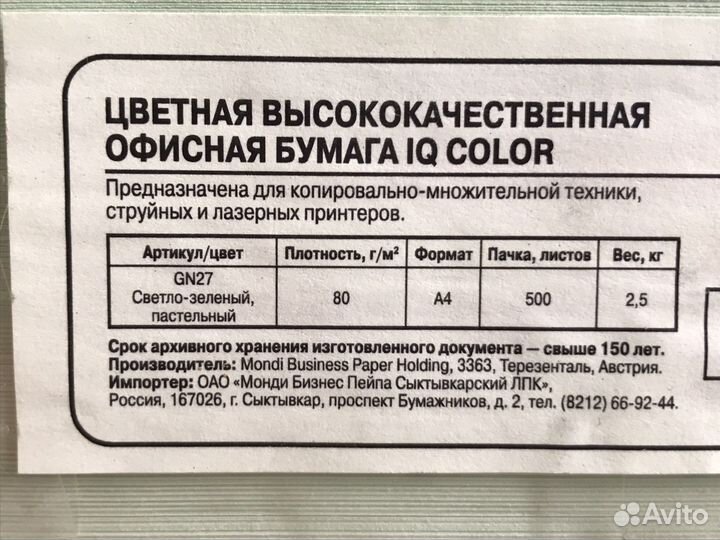 ЦВЕТНАЯ ВЫСОКОКАЧЕСТВЕННАЯ
ОФИСНАЯ БУМАГА IQ COLOR
Предназначена для копировально-множительной техники,
струйных и лазерных принтеров.
Артикул/цвет Плотность, г/м² Формат Пачка, листов Вес, кг
GN27
Светло-зеленый, 80 A4 500 2,5
пастельный
Срок архивного хранения изготовленного документа – свыше 150 лет.
Производитель: Mondi Business Paper Holding, 3363, Терезенталь, Австрия.
Импортер: ОАО «Монди Бизнес Пейпа Сыктывкарский ЛПК»,
Россия, 167026, г. Сыктывкар, проспект Бумажников, д. 2, тел. (8212) 66-92-44.
Avito